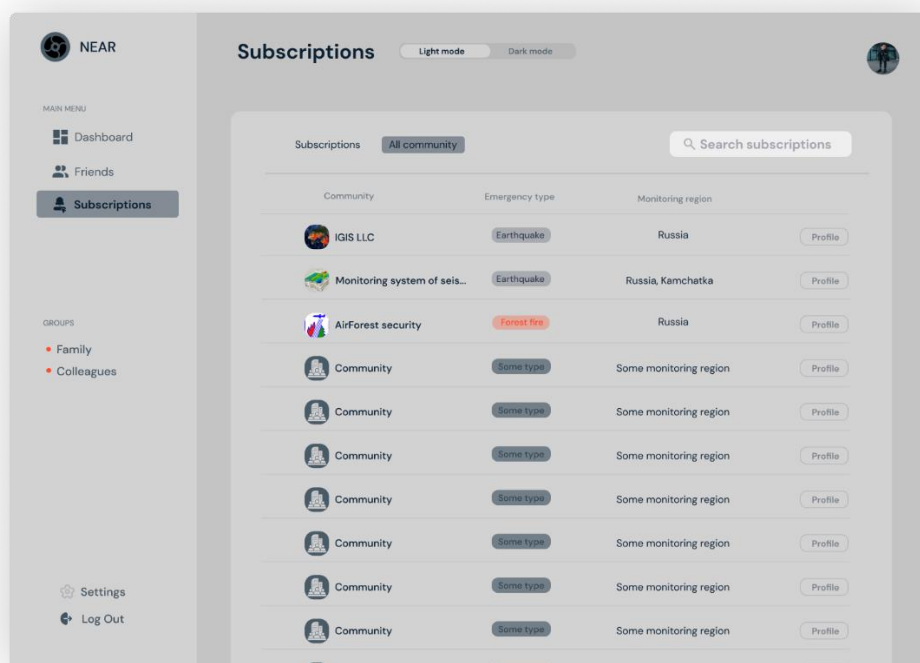 NEAR
Subscriptions
Light mode
Dark mode
MAIN MENU
Dashboard
Friends
Subscriptions
GROUPS
Family
Colleagues
Settings
Log Out
Subscriptions
All community
Search subscriptions
Community Emergency type Monitoring region
IGIS LLC Earthquake Russia Profile
Monitoring system of seis... Earthquake Russia, Kamchatka Profile
AirForest security Forest fire Russia Profile
Community Some type Some monitoring region Profile
Community Some type Some monitoring region Profile
Community Some type Some monitoring region Profile
Community Some type Some monitoring region Profile
Community Some type Some monitoring region Profile
Community Some type Some monitoring region Profile
Community Some type Some monitoring region Profile